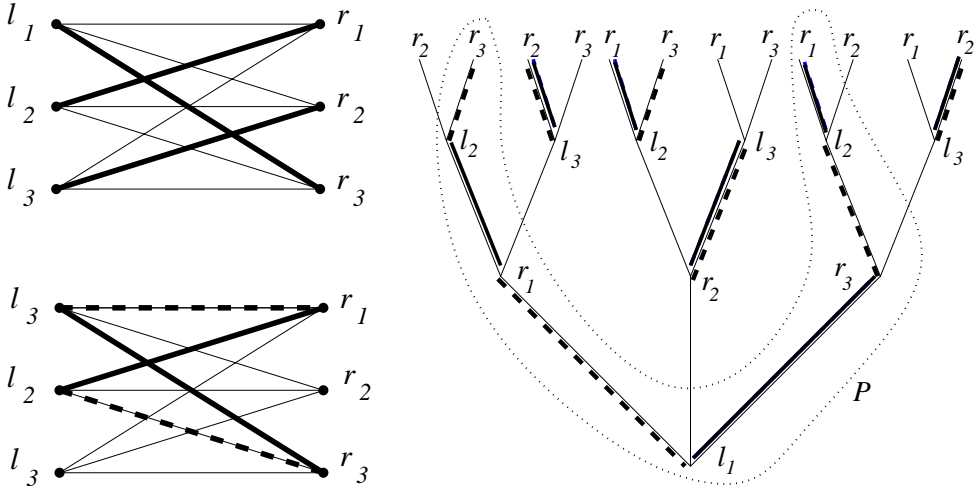 l1 r1
l2 r2
l3 r3
l3 r1
l2 r2
l3 r3
r2 r3 r2 r3 r1 r3 r1 r3 r1 r2 r1 r2
l2 l3 l2 l3 l2 l3
r1 r2 r3
P
l1